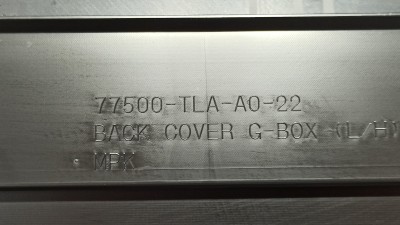 77500-TLA-A0-22
BACK COVER G-BOX (L/H)
MEX